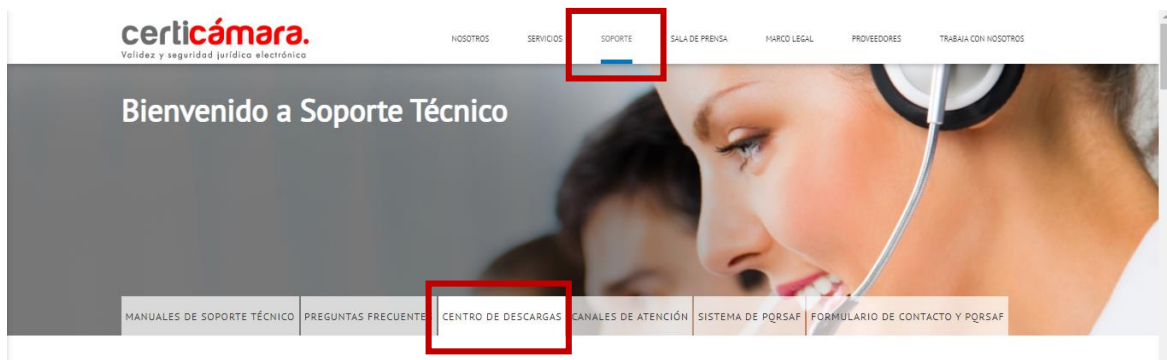 certicámara.
Validez y seguridad jurídica electrónica
NOSOTROS SERVICIOS SOPORTE SALA DE PRENSA MARCO LEGAL PROVEEDORES TRABAJA CON NOSOTROS
Bienvenido a Soporte Técnico
MANUALES DE SOPORTE TÉCNICO PREGUNTAS FRECUENTES CENTRO DE DESCARGAS CANALES DE ATENCIÓN SISTEMA DE PQRSAF FORMULARIO DE CONTACTO Y PQRSAF